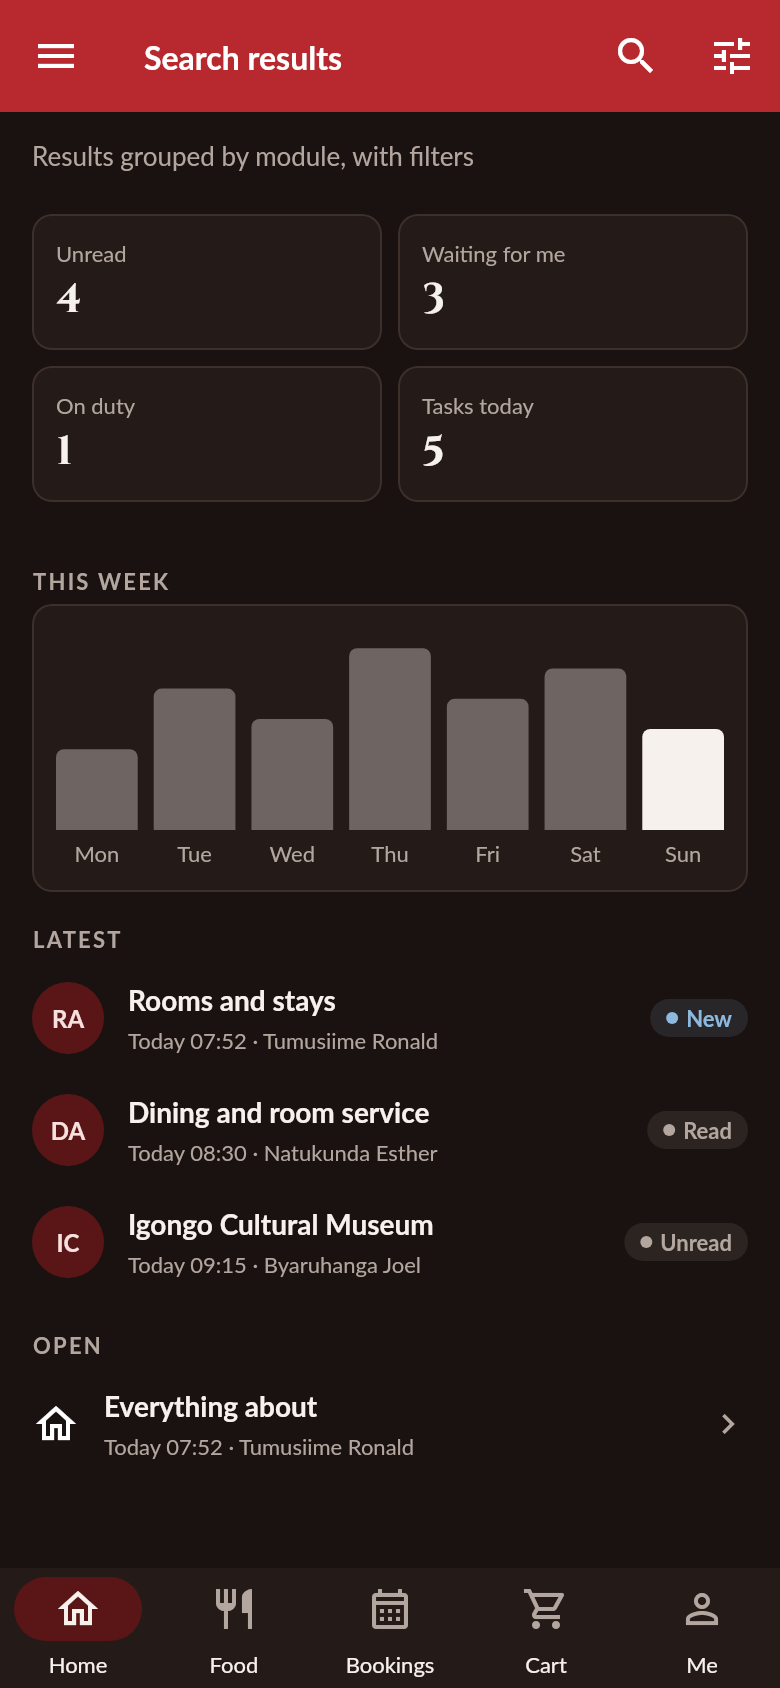 Search results
Results grouped by module, with filters
Unread
4
Waiting for me
3
On duty
1
Tasks today
5
THIS WEEK
Mon Tue Wed Thu Fri Sat Sun
LATEST
RA
Rooms and stays
Today 07:52 · Tumusiime Ronald
New
DA
Dining and room service
Today 08:30 · Natukunda Esther
Read
IC
Igongo Cultural Museum
Today 09:15 · Byaruhanga Joel
Unread
OPEN
Everything about
Today 07:52 · Tumusiime Ronald
Home Food Bookings Cart Me